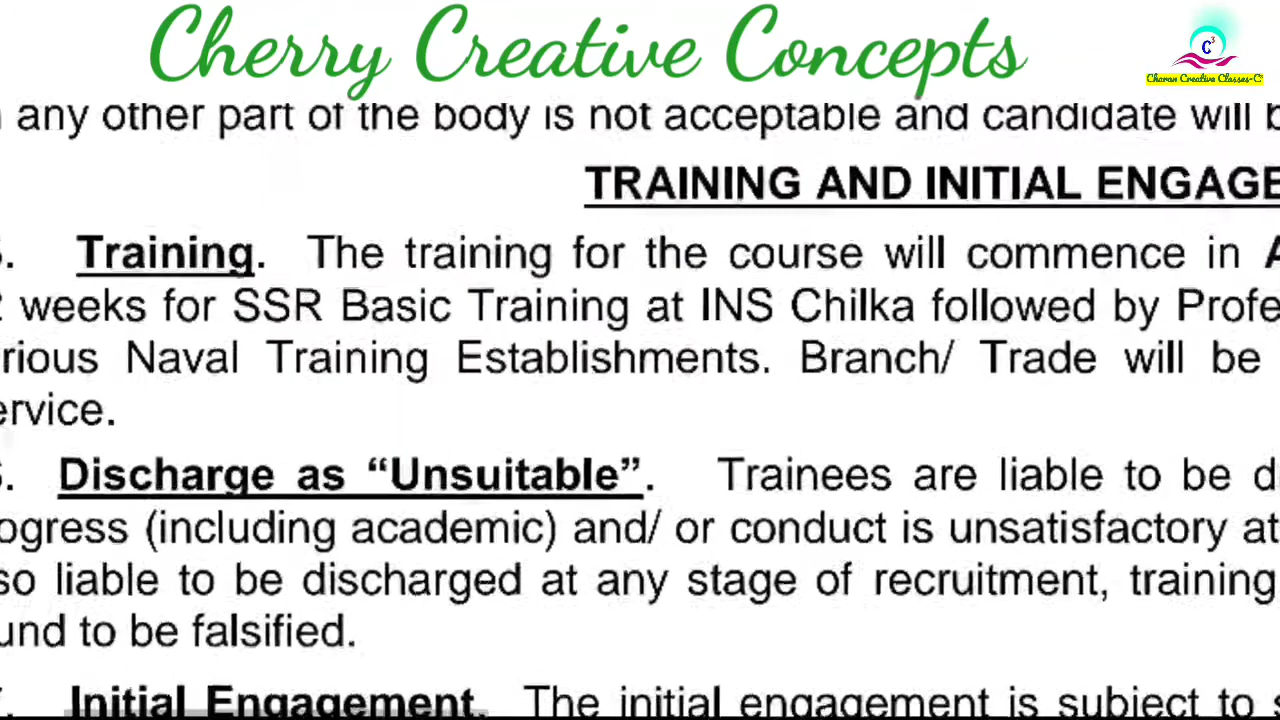 Cherry Creative Concepts
C³
Charan Creative Classes-C³
any other part of the body is not acceptable and candidate will b
TRAINING AND INITIAL ENGAGE
. Training. The training for the course will commence in A
weeks for SSR Basic Training at INS Chilka followed by Profe
rious Naval Training Establishments. Branch/ Trade will be
ervice.
. Discharge as “Unsuitable”. Trainees are liable to be d
ogress (including academic) and/ or conduct is unsatisfactory at
so liable to be discharged at any stage of recruitment, training
und to be falsified.
. Initial Engagement. The initial engagement is subject to s